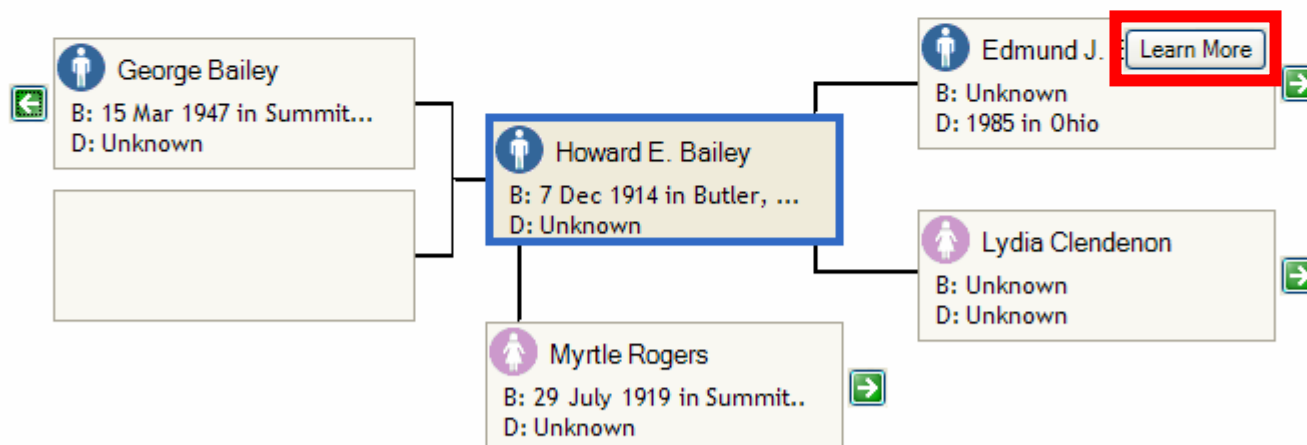 George Bailey
B: 15 Mar 1947 in Summit...
D: Unknown
Howard E. Bailey
B: 7 Dec 1914 in Butler, ...
D: Unknown
Myrtle Rogers
B: 29 July 1919 in Summit..
D: Unknown
Edmund J.
Learn More
B: Unknown
D: 1985 in Ohio
Lydia Clendenon
B: Unknown
D: Unknown